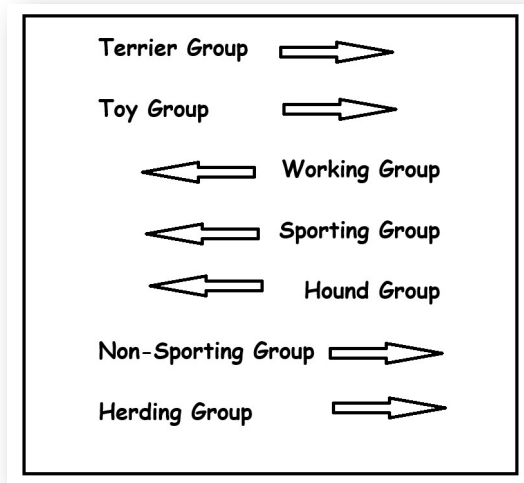 Terrier Group
Toy Group
Working Group
Sporting Group
Hound Group
Non-Sporting Group
Herding Group